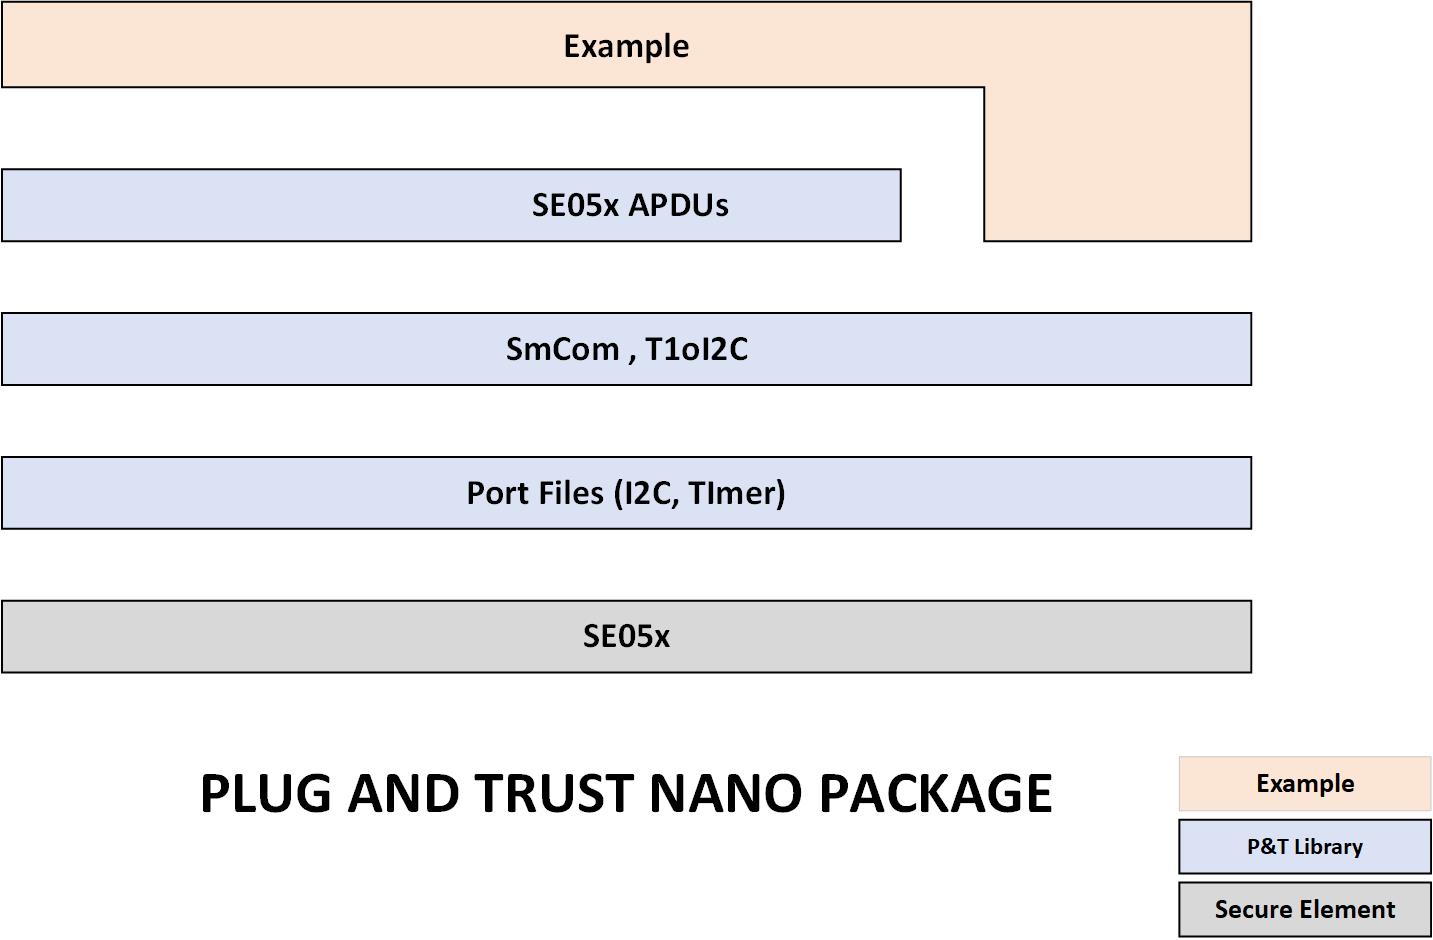 Example
SE05x APDUs
SmCom , T1oI2C
Port Files (I2C, TImer)
SE05x
PLUG AND TRUST NANO PACKAGE
Example
P&T Library
Secure Element